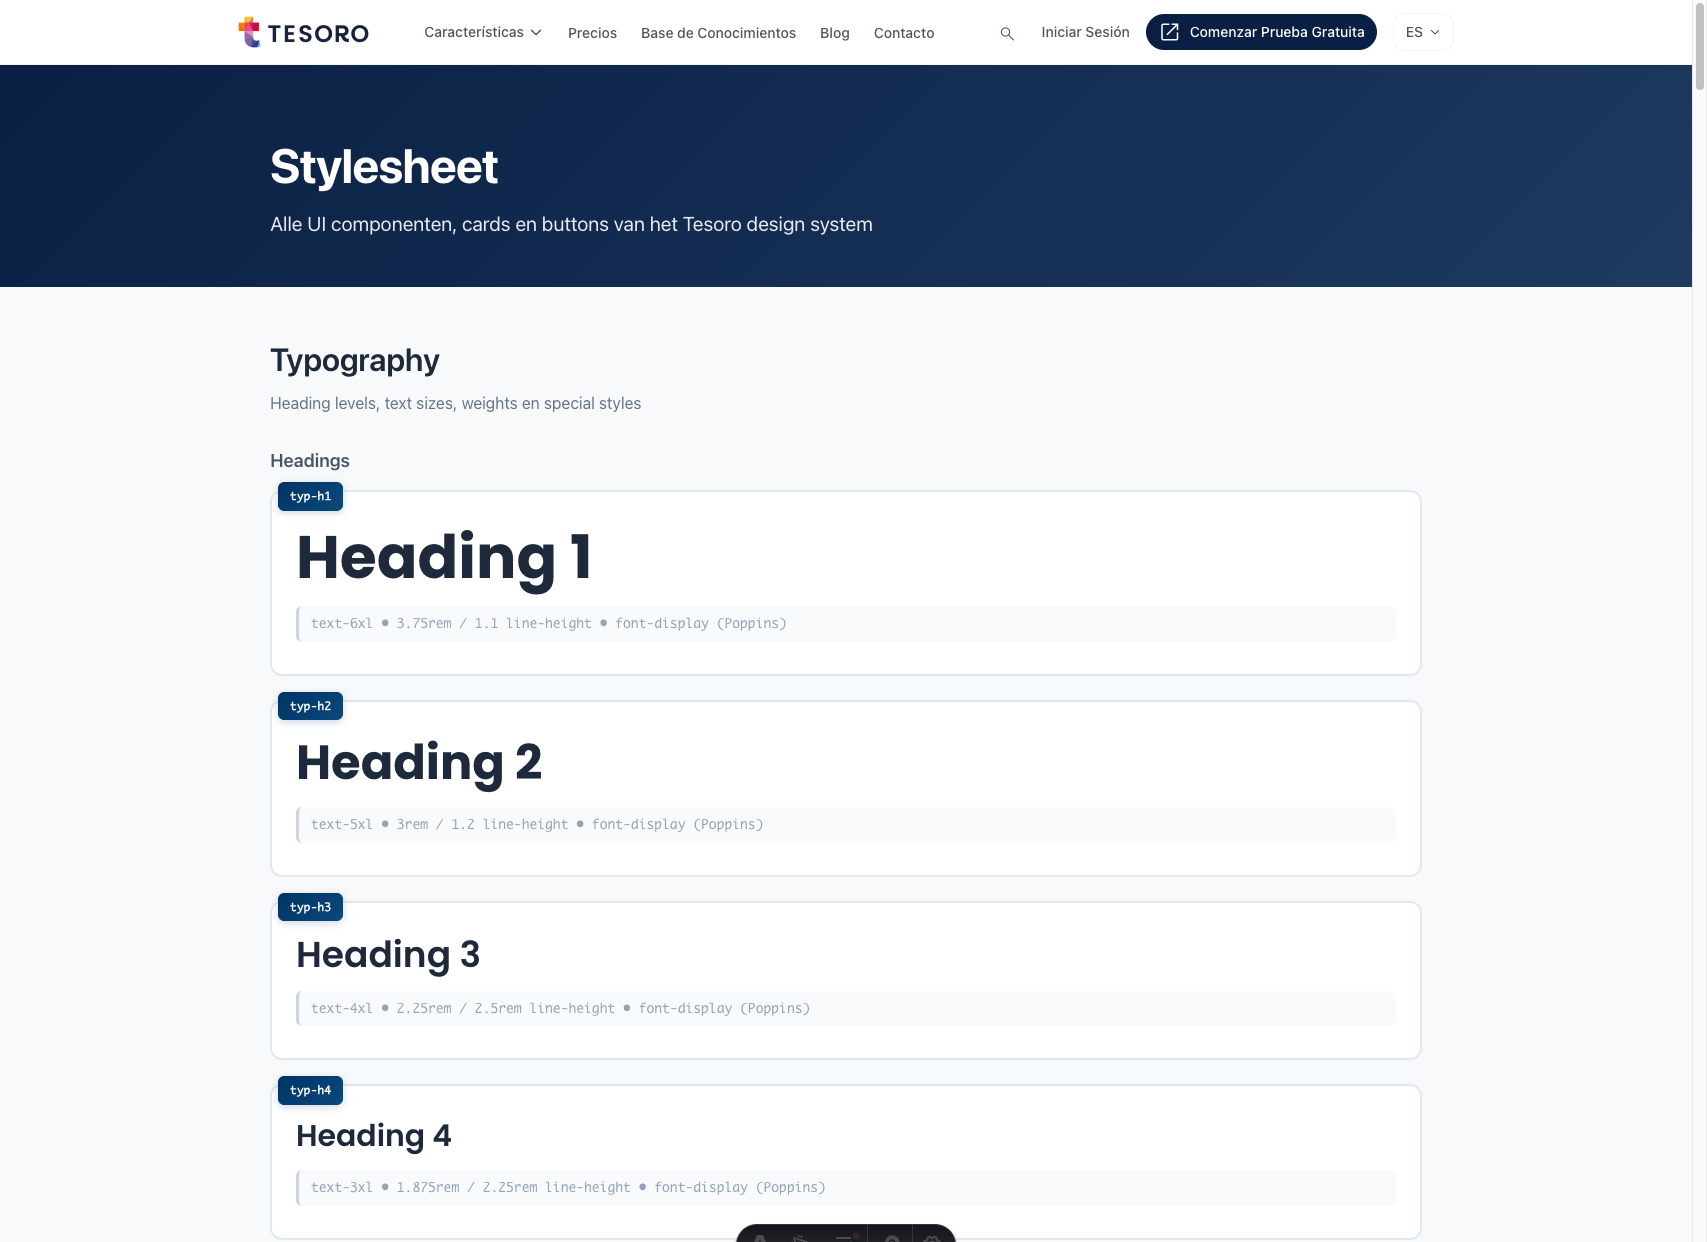 TESORO
Características
Precios
Base de Conocimientos
Blog
Contacto
Iniciar Sesión
Comenzar Prueba Gratuita
ES
Stylesheet
Alle UI componenten, cards en buttons van het Tesoro design system
Typography
Heading levels, text sizes, weights en special styles
Headings
typ-h1
Heading 1
text-6xl • 3.75rem / 1.1 line-height • font-display (Poppins)
typ-h2
Heading 2
text-5xl • 3rem / 1.2 line-height • font-display (Poppins)
typ-h3
Heading 3
text-4xl • 2.25rem / 2.5rem line-height • font-display (Poppins)
typ-h4
Heading 4
text-3xl • 1.875rem / 2.25rem line-height • font-display (Poppins)